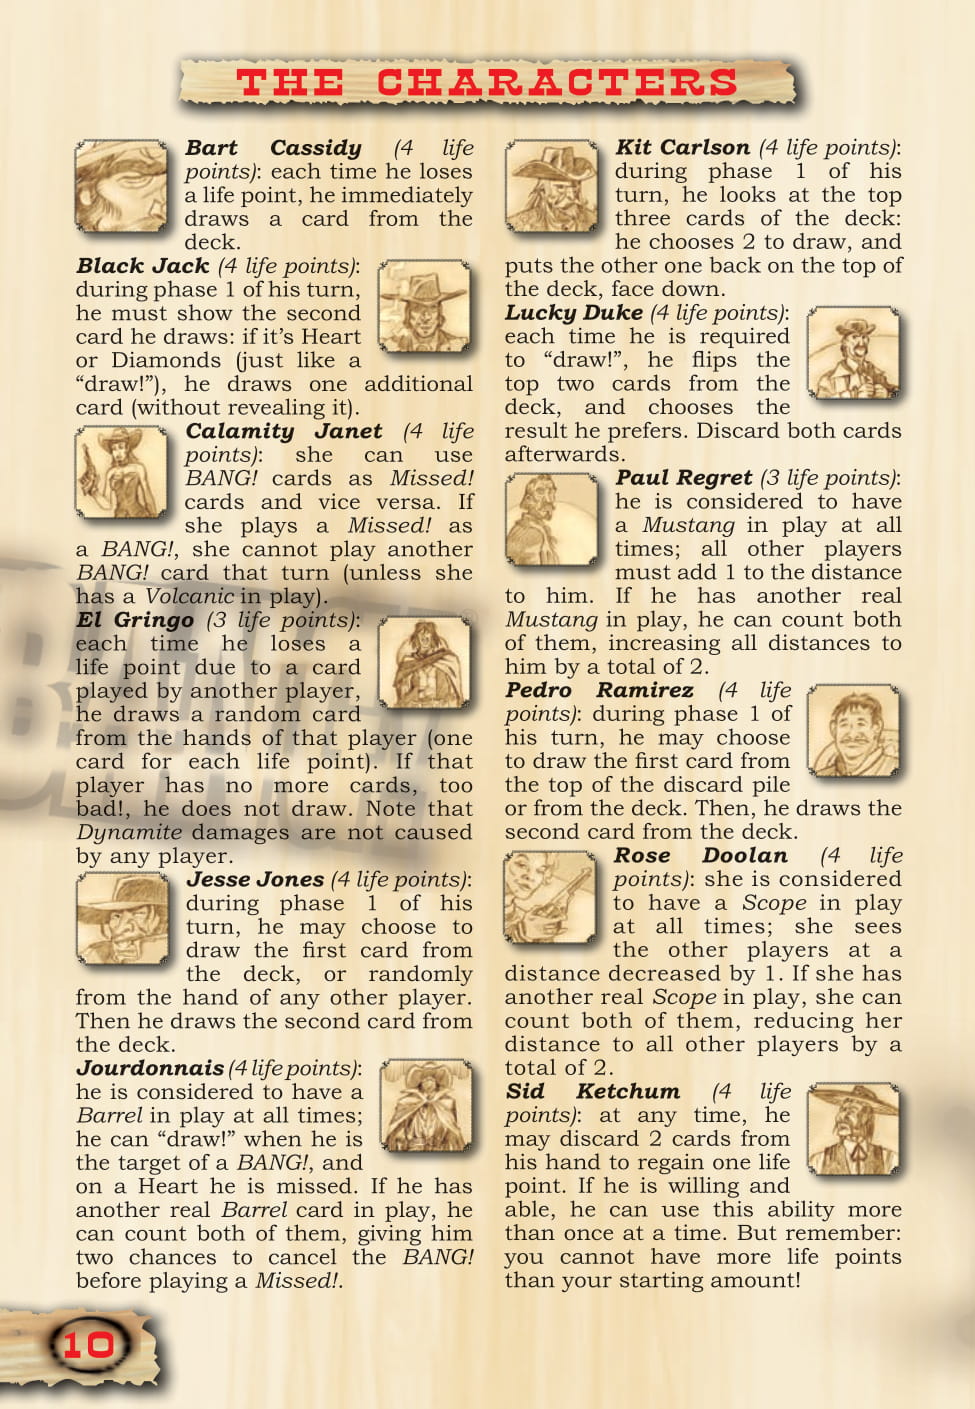 THE CHARACTERS
Bart Cassidy (4 life
points): each time he loses
a life point, he immediately
draws a card from the
deck.
Black Jack (4 life points):
during phase 1 of his turn,
he must show the second
card he draws: if it's Heart
or Diamonds (just like a
“draw!”), he draws one additional
card (without revealing it).
Calamity Janet (4 life
points): she can use
BANG! cards as Missed!
cards and vice versa. If
she plays a Missed! as
a BANG!, she cannot play another
BANG! card that turn (unless she
has a Volcanic in play).
El Gringo (3 life points):
each time he loses a
life point due to a card
played by another player,
he draws a random card
from the hands of that player (one
card for each life point). If that
player has no more cards, too
bad!, he does not draw. Note that
Dynamite damages are not caused
by any player.
Jesse Jones (4 life points):
during phase 1 of his
turn, he may choose to
draw the first card from
the deck, or randomly
from the hand of any other player.
Then he draws the second card from
the deck.
Jourdonnais (4 life points):
he is considered to have a
Barrel in play at all times;
he can “draw!” when he is
the target of a BANG!, and
on a Heart he is missed. If he has
another real Barrel card in play, he
can count both of them, giving him
two chances to cancel the BANG!
before playing a Missed!.
Kit Carlson (4 life points):
during phase 1 of his
turn, he looks at the top
three cards of the deck:
he chooses 2 to draw, and
puts the other one back on the top of
the deck, face down.
Lucky Duke (4 life points):
each time he is required
to “draw!”, he flips the
top two cards from the
deck, and chooses the
result he prefers. Discard both cards
afterwards.
Paul Regret (3 life points):
he is considered to have
a Mustang in play at all
times; all other players
must add 1 to the distance
to him. If he has another real
Mustang in play, he can count both
of them, increasing all distances to
him by a total of 2.
Pedro Ramirez (4 life
points): during phase 1 of
his turn, he may choose
to draw the first card from
the top of the discard pile
or from the deck. Then, he draws the
second card from the deck.
Rose Doolan (4 life
points): she is considered
to have a Scope in play
at all times; she sees
the other players at a
distance decreased by 1. If she has
another real Scope in play, she can
count both of them, reducing her
distance to all other players by a
total of 2.
Sid Ketchum (4 life
points): at any time, he
may discard 2 cards from
his hand to regain one life
point. If he is willing and
able, he can use this ability more
than once at a time. But remember:
you cannot have more life points
than your starting amount!
BANG!
10